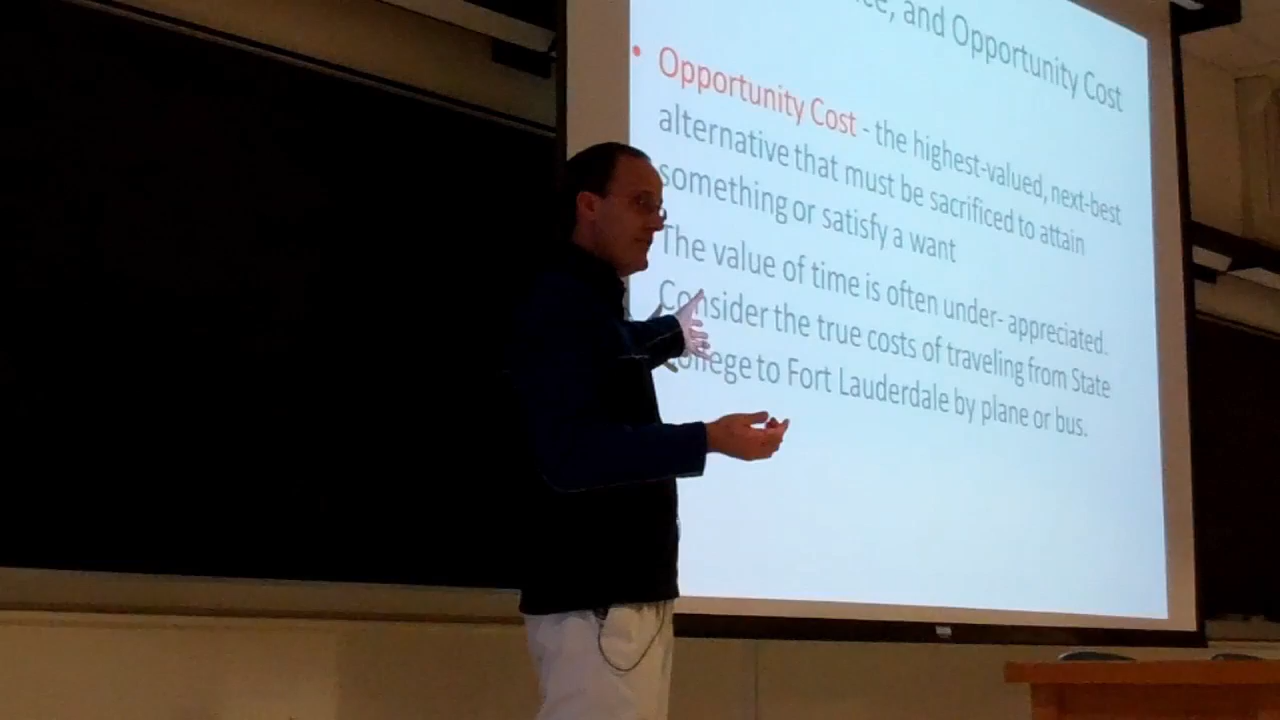 and Opportunity Cost
• Opportunity Cost - the highest-valued, next-best
alternative that must be sacrificed to attain
something or satisfy a want
The value of time is often under- appreciated.
Consider the true costs of traveling from State
College to Fort Lauderdale by plane or bus.